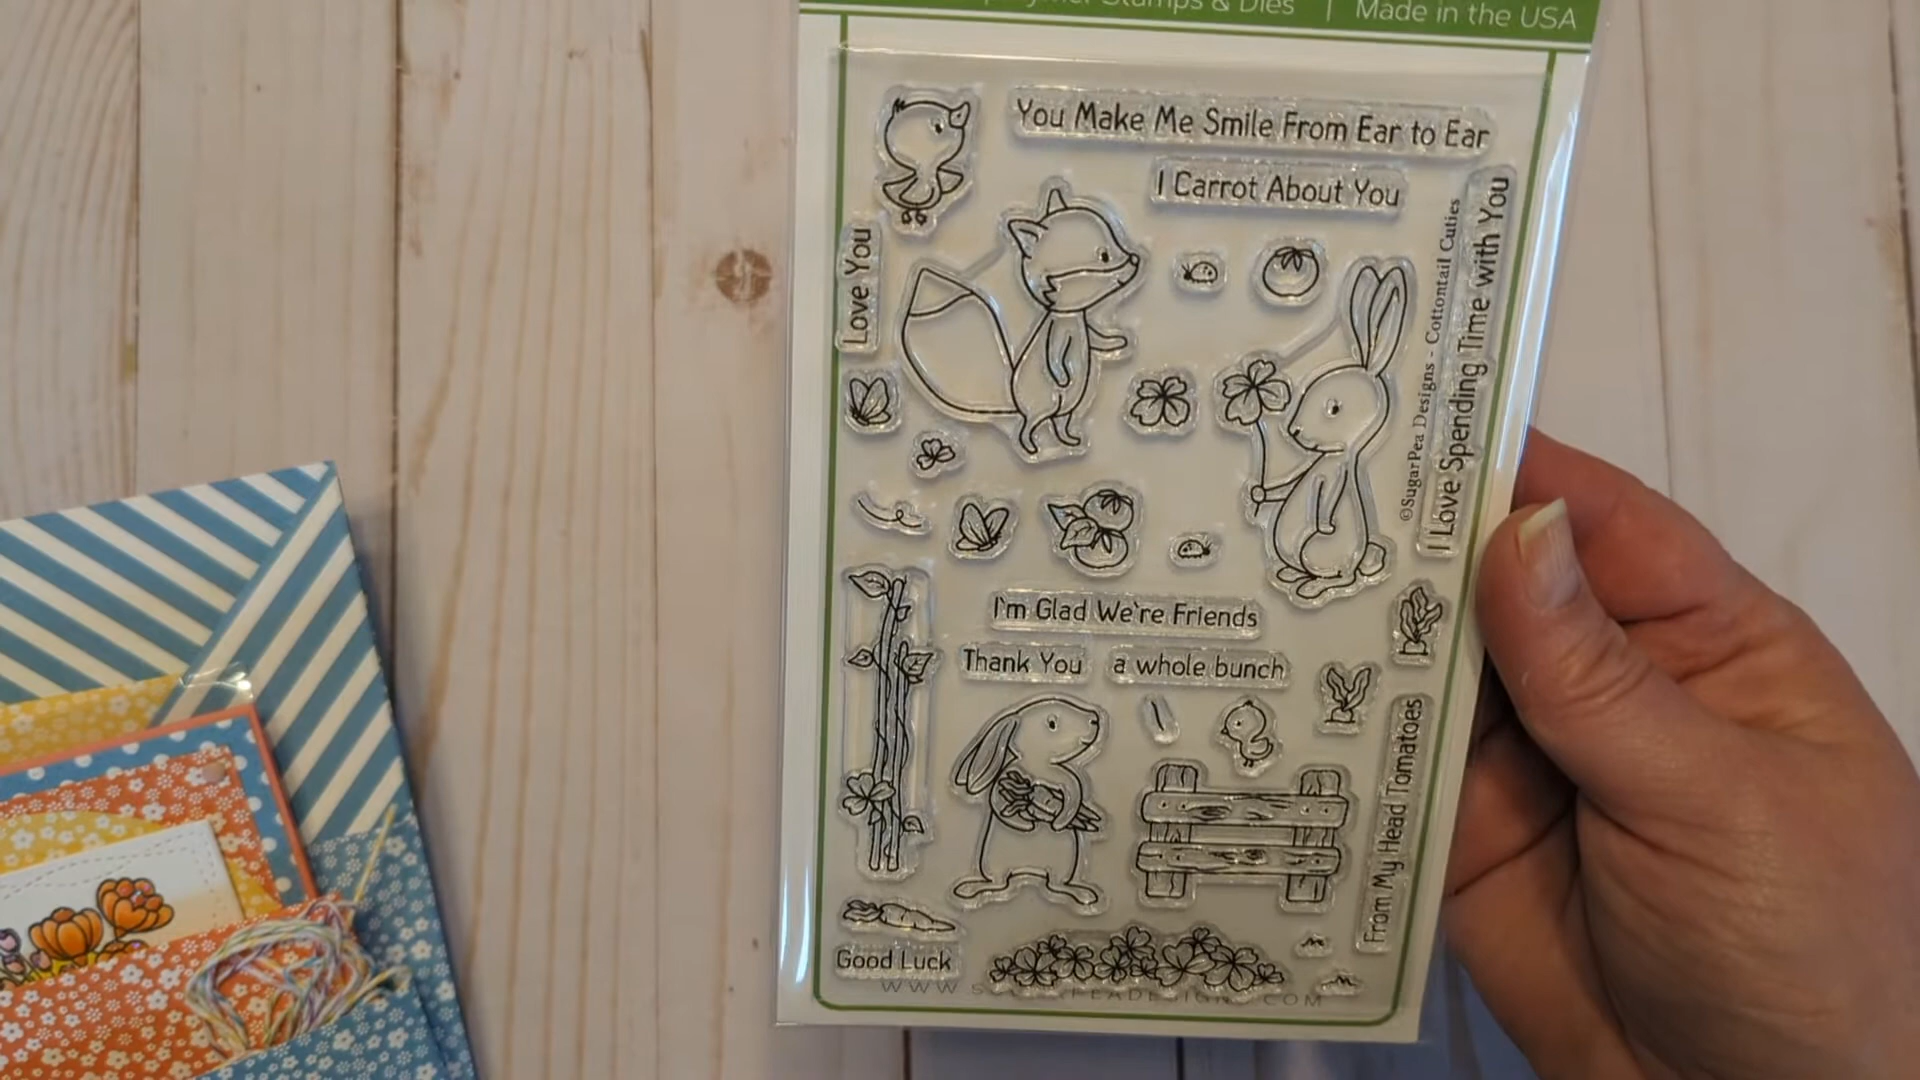 Stamps & Dies | Made in the USA
You Make Me Smile From Ear to Ear
I Carrot About You
Love You
©SugarPea Designs - Cottontail Cuties
I Love Spending Time with You
I'm Glad We're Friends
Thank You
a whole bunch
From My Head Tomatoes
Good Luck